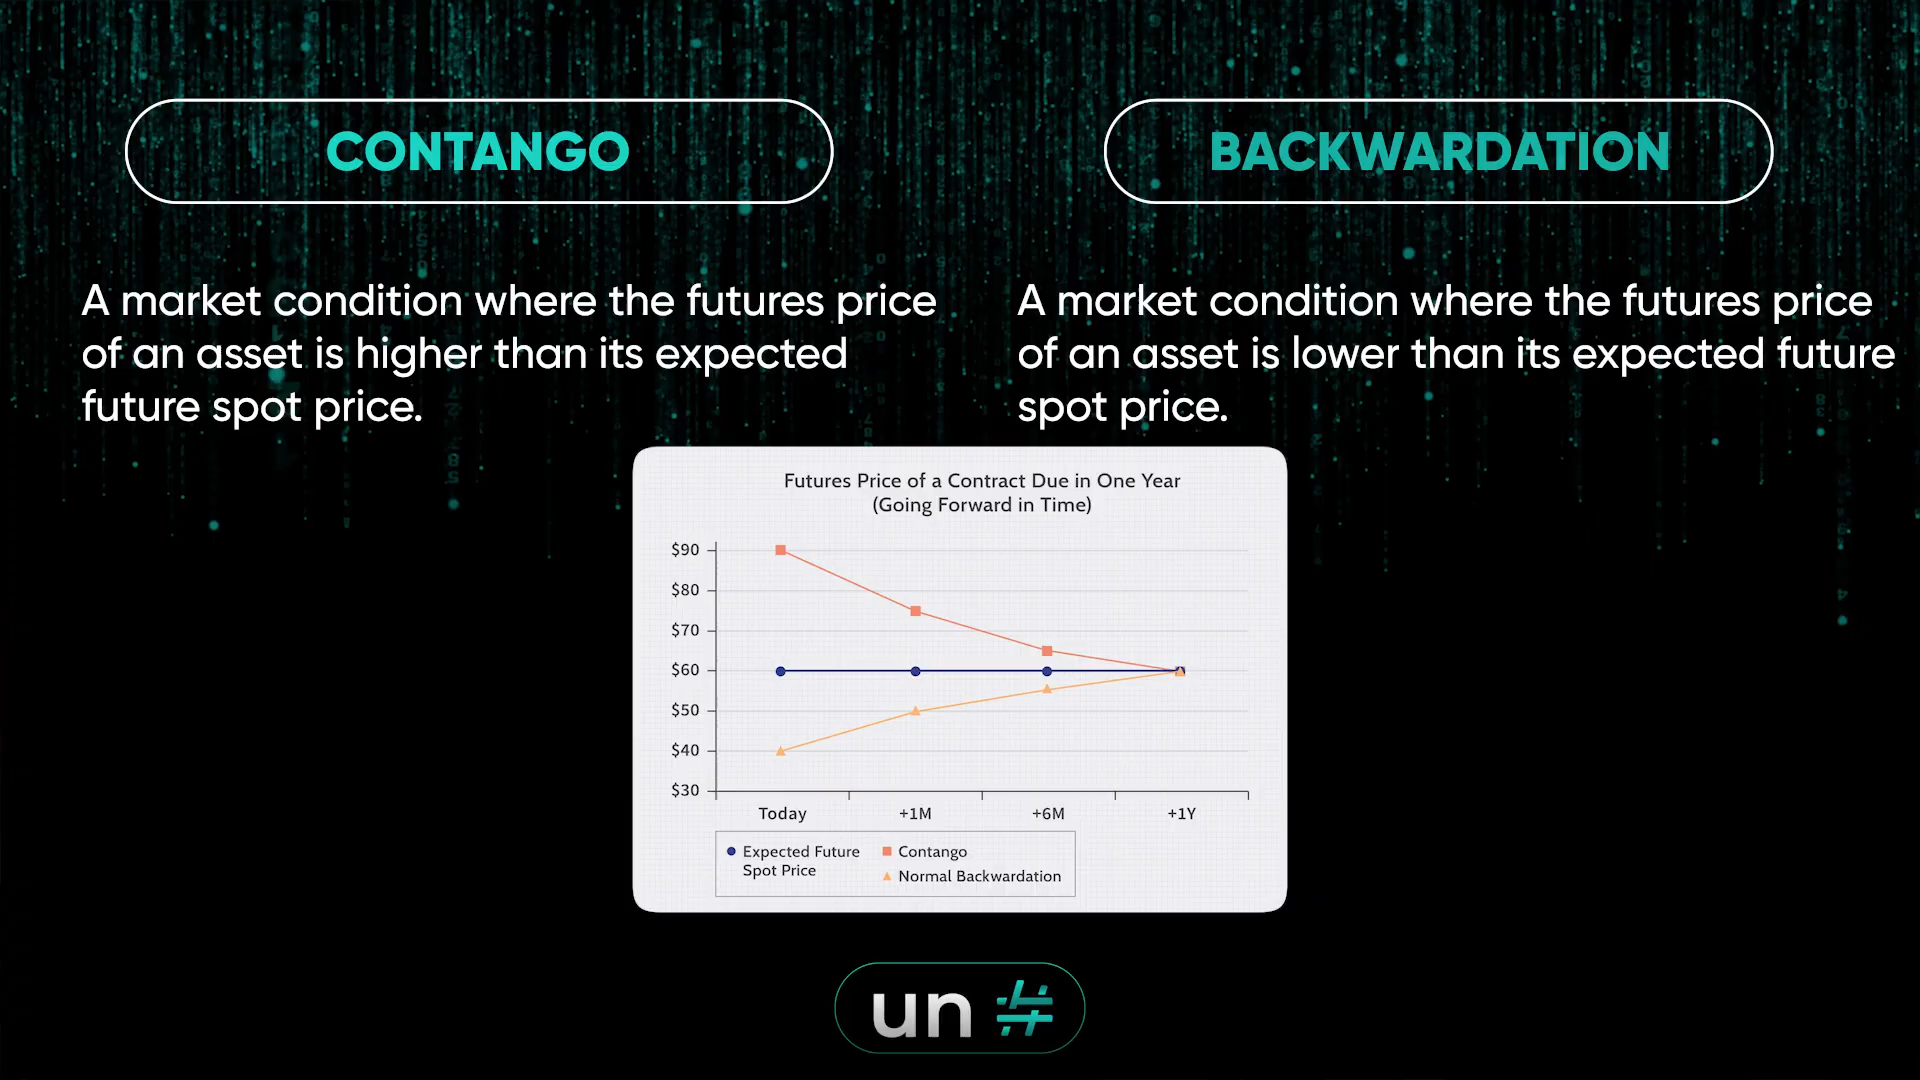 CONTANGO
BACKWARDATION
A market condition where the futures price
of an asset is higher than its expected
future spot price.
A market condition where the futures price
of an asset is lower than its expected future
spot price.
Futures Price of a Contract Due in One Year
(Going Forward in Time)
$90
$80
$70
$60
$50
$40
$30
Today +1M +6M +1Y
Expected Future
Spot Price
Contango
Normal Backwardation
un #